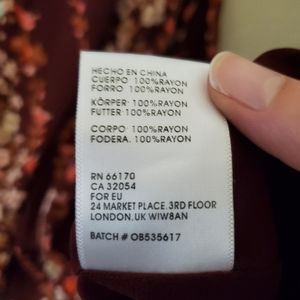 HECHO EN CHINA
CUERPO: 100%RAYON
FORRO: 100%RAYON
KÖRPER: 100%RAYON
FUTTER: 100%RAYON
CORPO: 100%RAYON
FODERA: 100%RAYON
RN 66170
CA 32054
FOR EU
24 MARKET PLACE. 3RD FLOOR
LONDON, UK W1W8AN
BATCH # OB535617